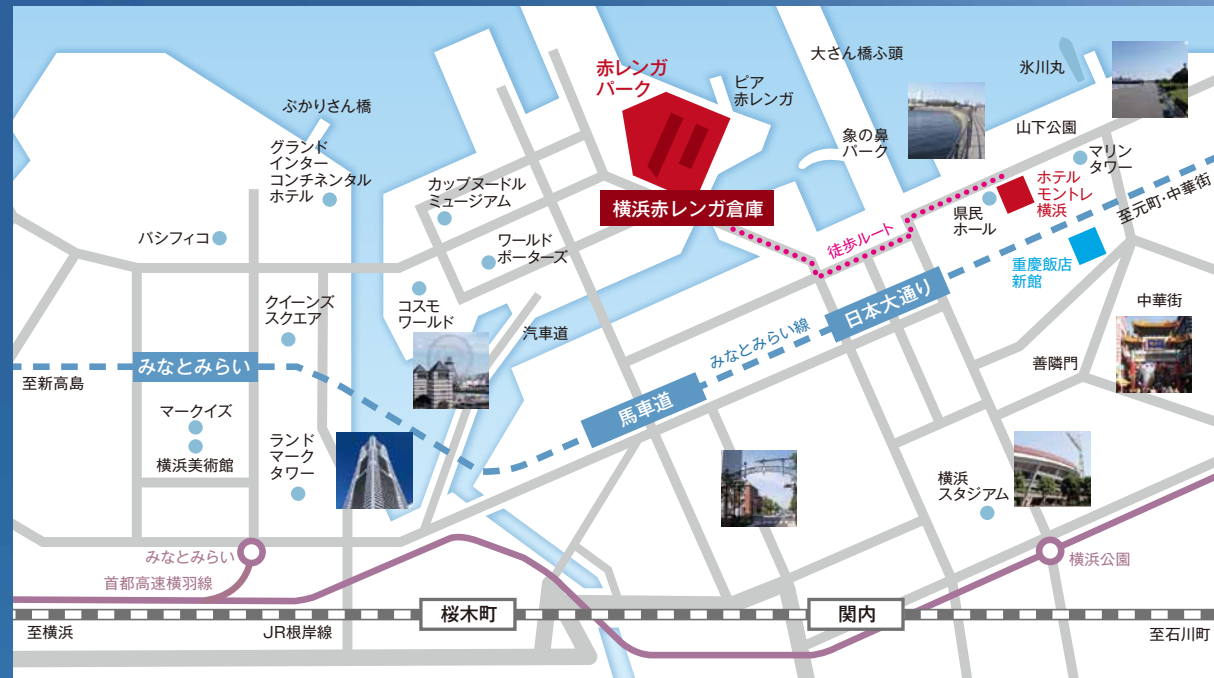 大さん橋ふ頭
赤レンガ
パーク
氷川丸
ピア
赤レンガ
ぷかりさん橋
山下公園
象の鼻
パーク
グランド
インター
コンチネンタル
ホテル
マリン
タワー
カップヌードル
ミュージアム
ホテル
モントレ
横浜
横浜赤レンガ倉庫
県民
ホール
至元町・中華街
パシフィコ
ワールド
ポーターズ
徒歩ルート
重慶飯店
新館
クイーンズ
スクエア
コスモ
ワールド
汽車道
みなとみらい線
日本大通り
中華街
みなとみらい
善隣門
至新高島
馬車道
マークイズ
横浜美術館
ランド
マーク
タワー
横浜
スタジアム
みなとみらい
横浜公園
首都高速横羽線
桜木町
関内
至横浜
JR根岸線
至石川町